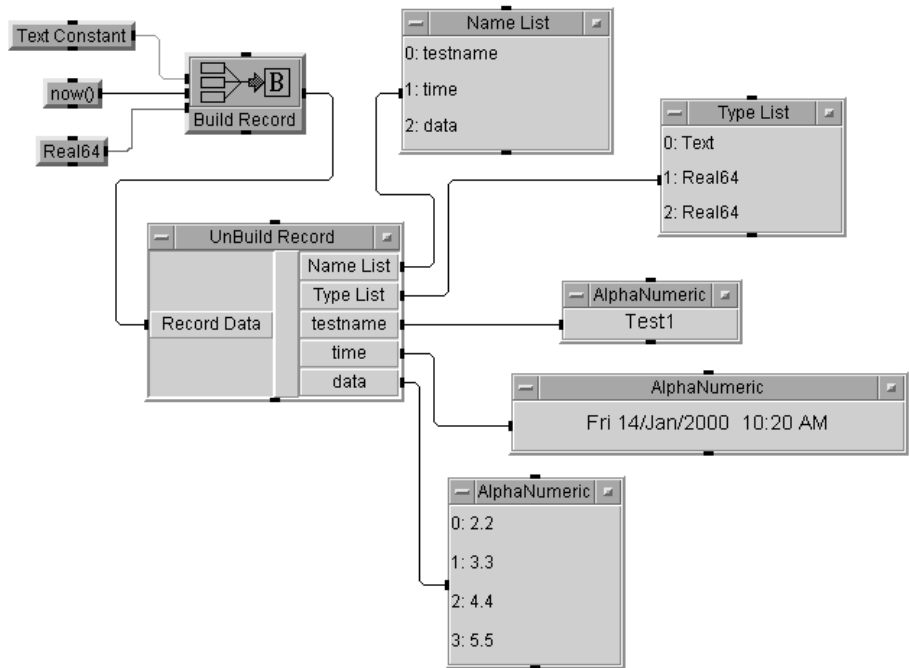 Text Constant
now()
Real64
B
Build Record
Name List
0: testname
1: time
2: data
Type List
0: Text
1: Real64
2: Real64
UnBuild Record
Record Data
Name List
Type List
testname
time
data
AlphaNumeric
Test1
AlphaNumeric
Fri 14/Jan/2000 10:20 AM
AlphaNumeric
0: 2.2
1: 3.3
2: 4.4
3: 5.5